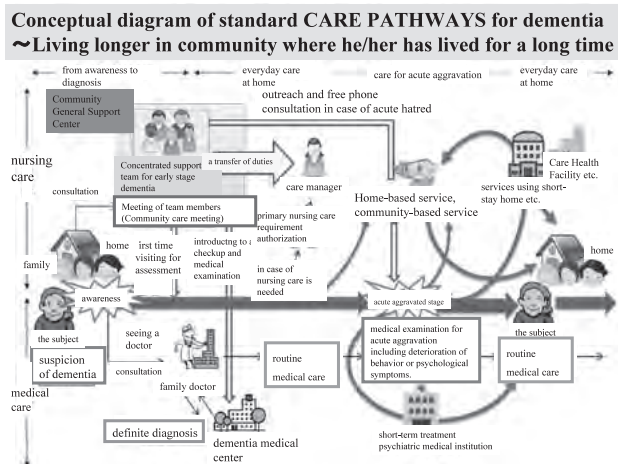 Conceptual diagram of standard CARE PATHWAYS for dementia
～Living longer in community where he/her has lived for a long time
from awareness to
diagnosis
everyday care
at home
care for acute aggravation
everyday care
at home
outreach and free phone
consultation in case of acute hatred
Community
General Support
Center
nursing
care
Concentrated support
team for early stage
dementia
a transfer of duties
care manager
Care Health
Facility etc.
services using short-
stay home etc.
Home-based service,
community-based service
consultation
Meeting of team members
(Community care meeting)
primary nursing care
requirement
authorization
home
family
irst time
visiting for
assessment
introducting to a
checkup and
medical
examination
in case of
nursing care is
needed
home
awareness
acute aggravated stage
the subject
the subject
suspicion
of dementia
seeing a
doctor
consultation
family doctor
routine
medical care
medical examination for
acute aggravation
including deterioration of
behavior or psychological
symptoms.
routine
medical care
medical
care
definite diagnosis
dementia medical
center
short-term treatment
psychiatric medical institution